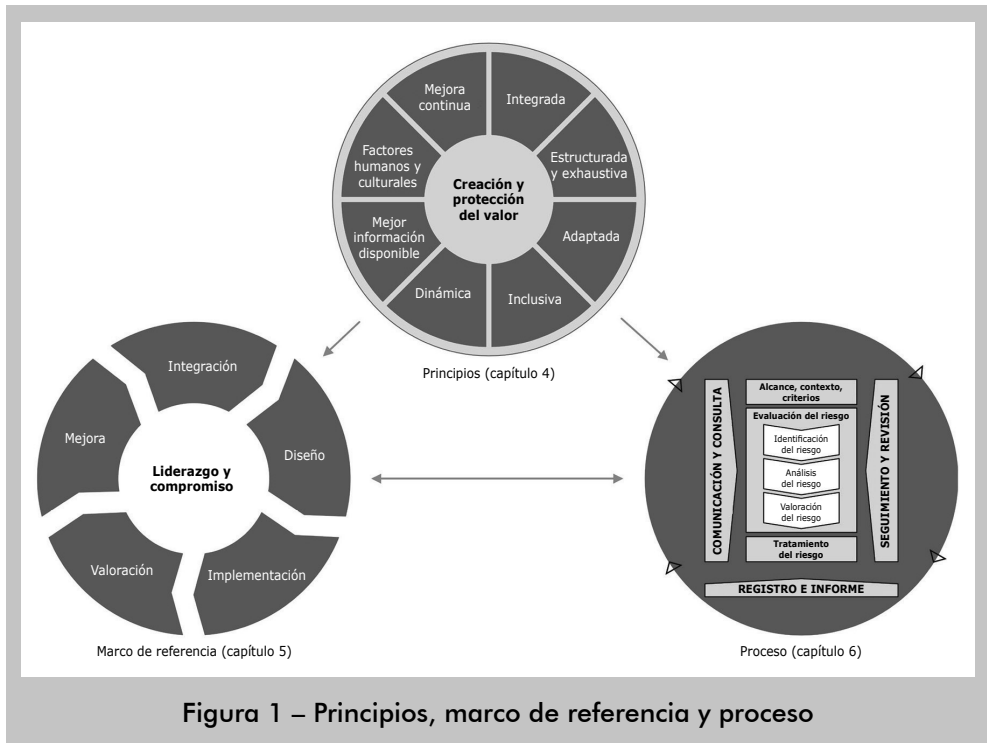 Mejora
continua
Integrada
Factores
humanos y
culturales
Estructurada
y exhaustiva
Creación y
protección
del valor
Mejor
información
disponible
Adaptada
Dinámica
Inclusiva
Principios (capítulo 4)
Integración
Mejora
Diseño
Liderazgo y
compromiso
Valoración
Implementación
Marco de referencia (capítulo 5)
COMUNICACIÓN Y CONSULTA
Alcance, contexto,
criterios
Evaluación del riesgo
Identificación
del riesgo
Análisis
del riesgo
Valoración
del riesgo
Tratamiento
del riesgo
SEGUIMIENTO Y REVISIÓN
REGISTRO E INFORME
Proceso (capítulo 6)
Figura 1 – Principios, marco de referencia y proceso